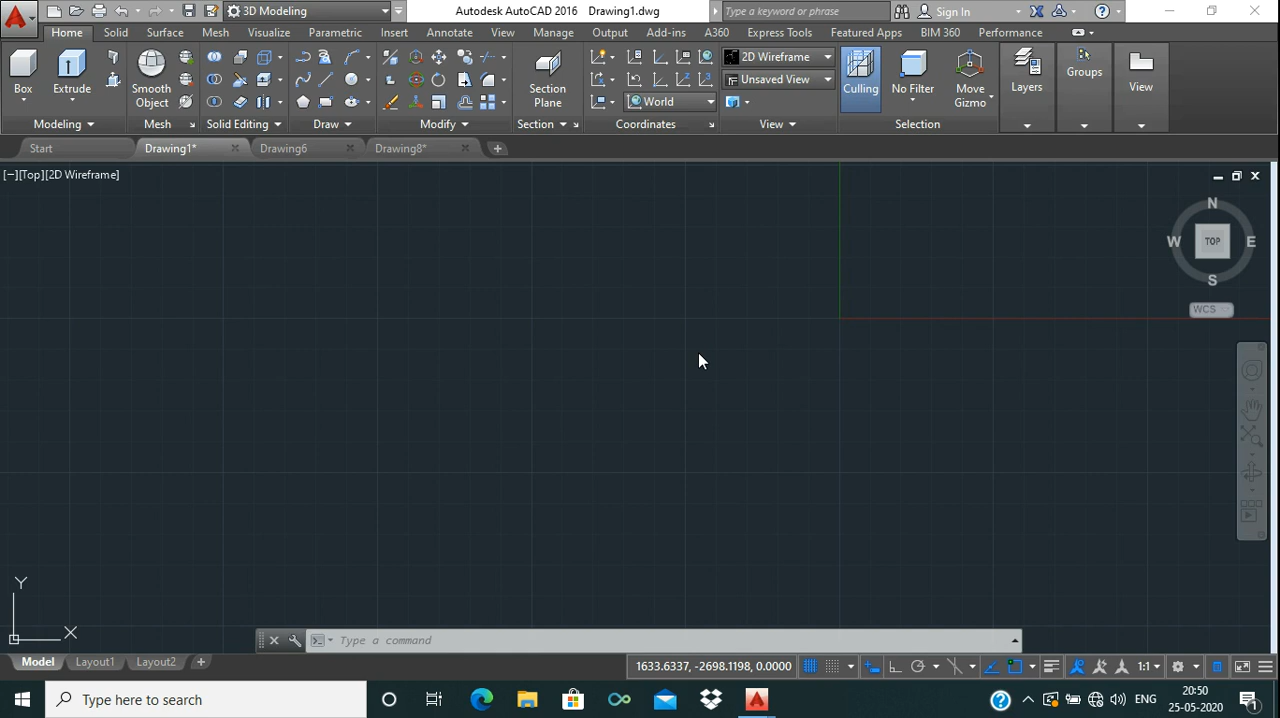 3D Modeling
Autodesk AutoCAD 2016 Drawing1.dwg
Type a keyword or phrase
Sign In
Home Solid Surface Mesh Visualize Parametric Insert Annotate View Manage Output Add-ins A360 Express Tools Featured Apps BIM 360 Performance
2D Wireframe
Unsaved View
World
Box
Extrude
Smooth
Object
Section
Plane
Culling
No Filter
Move
Gizmo
Layers
Groups
View
Modeling
Mesh
Solid Editing
Draw
Modify
Section
Coordinates
View
Selection
Start
Drawing1*
Drawing6
Drawing8*
[−][Top][2D Wireframe]
N
W
TOP
E
S
WCS
Y
X
Type a command
Model
Layout1
Layout2
1633.6337, -2698.1198, 0.0000
1:1
Type here to search
ENG
20:50
25-05-2020
1